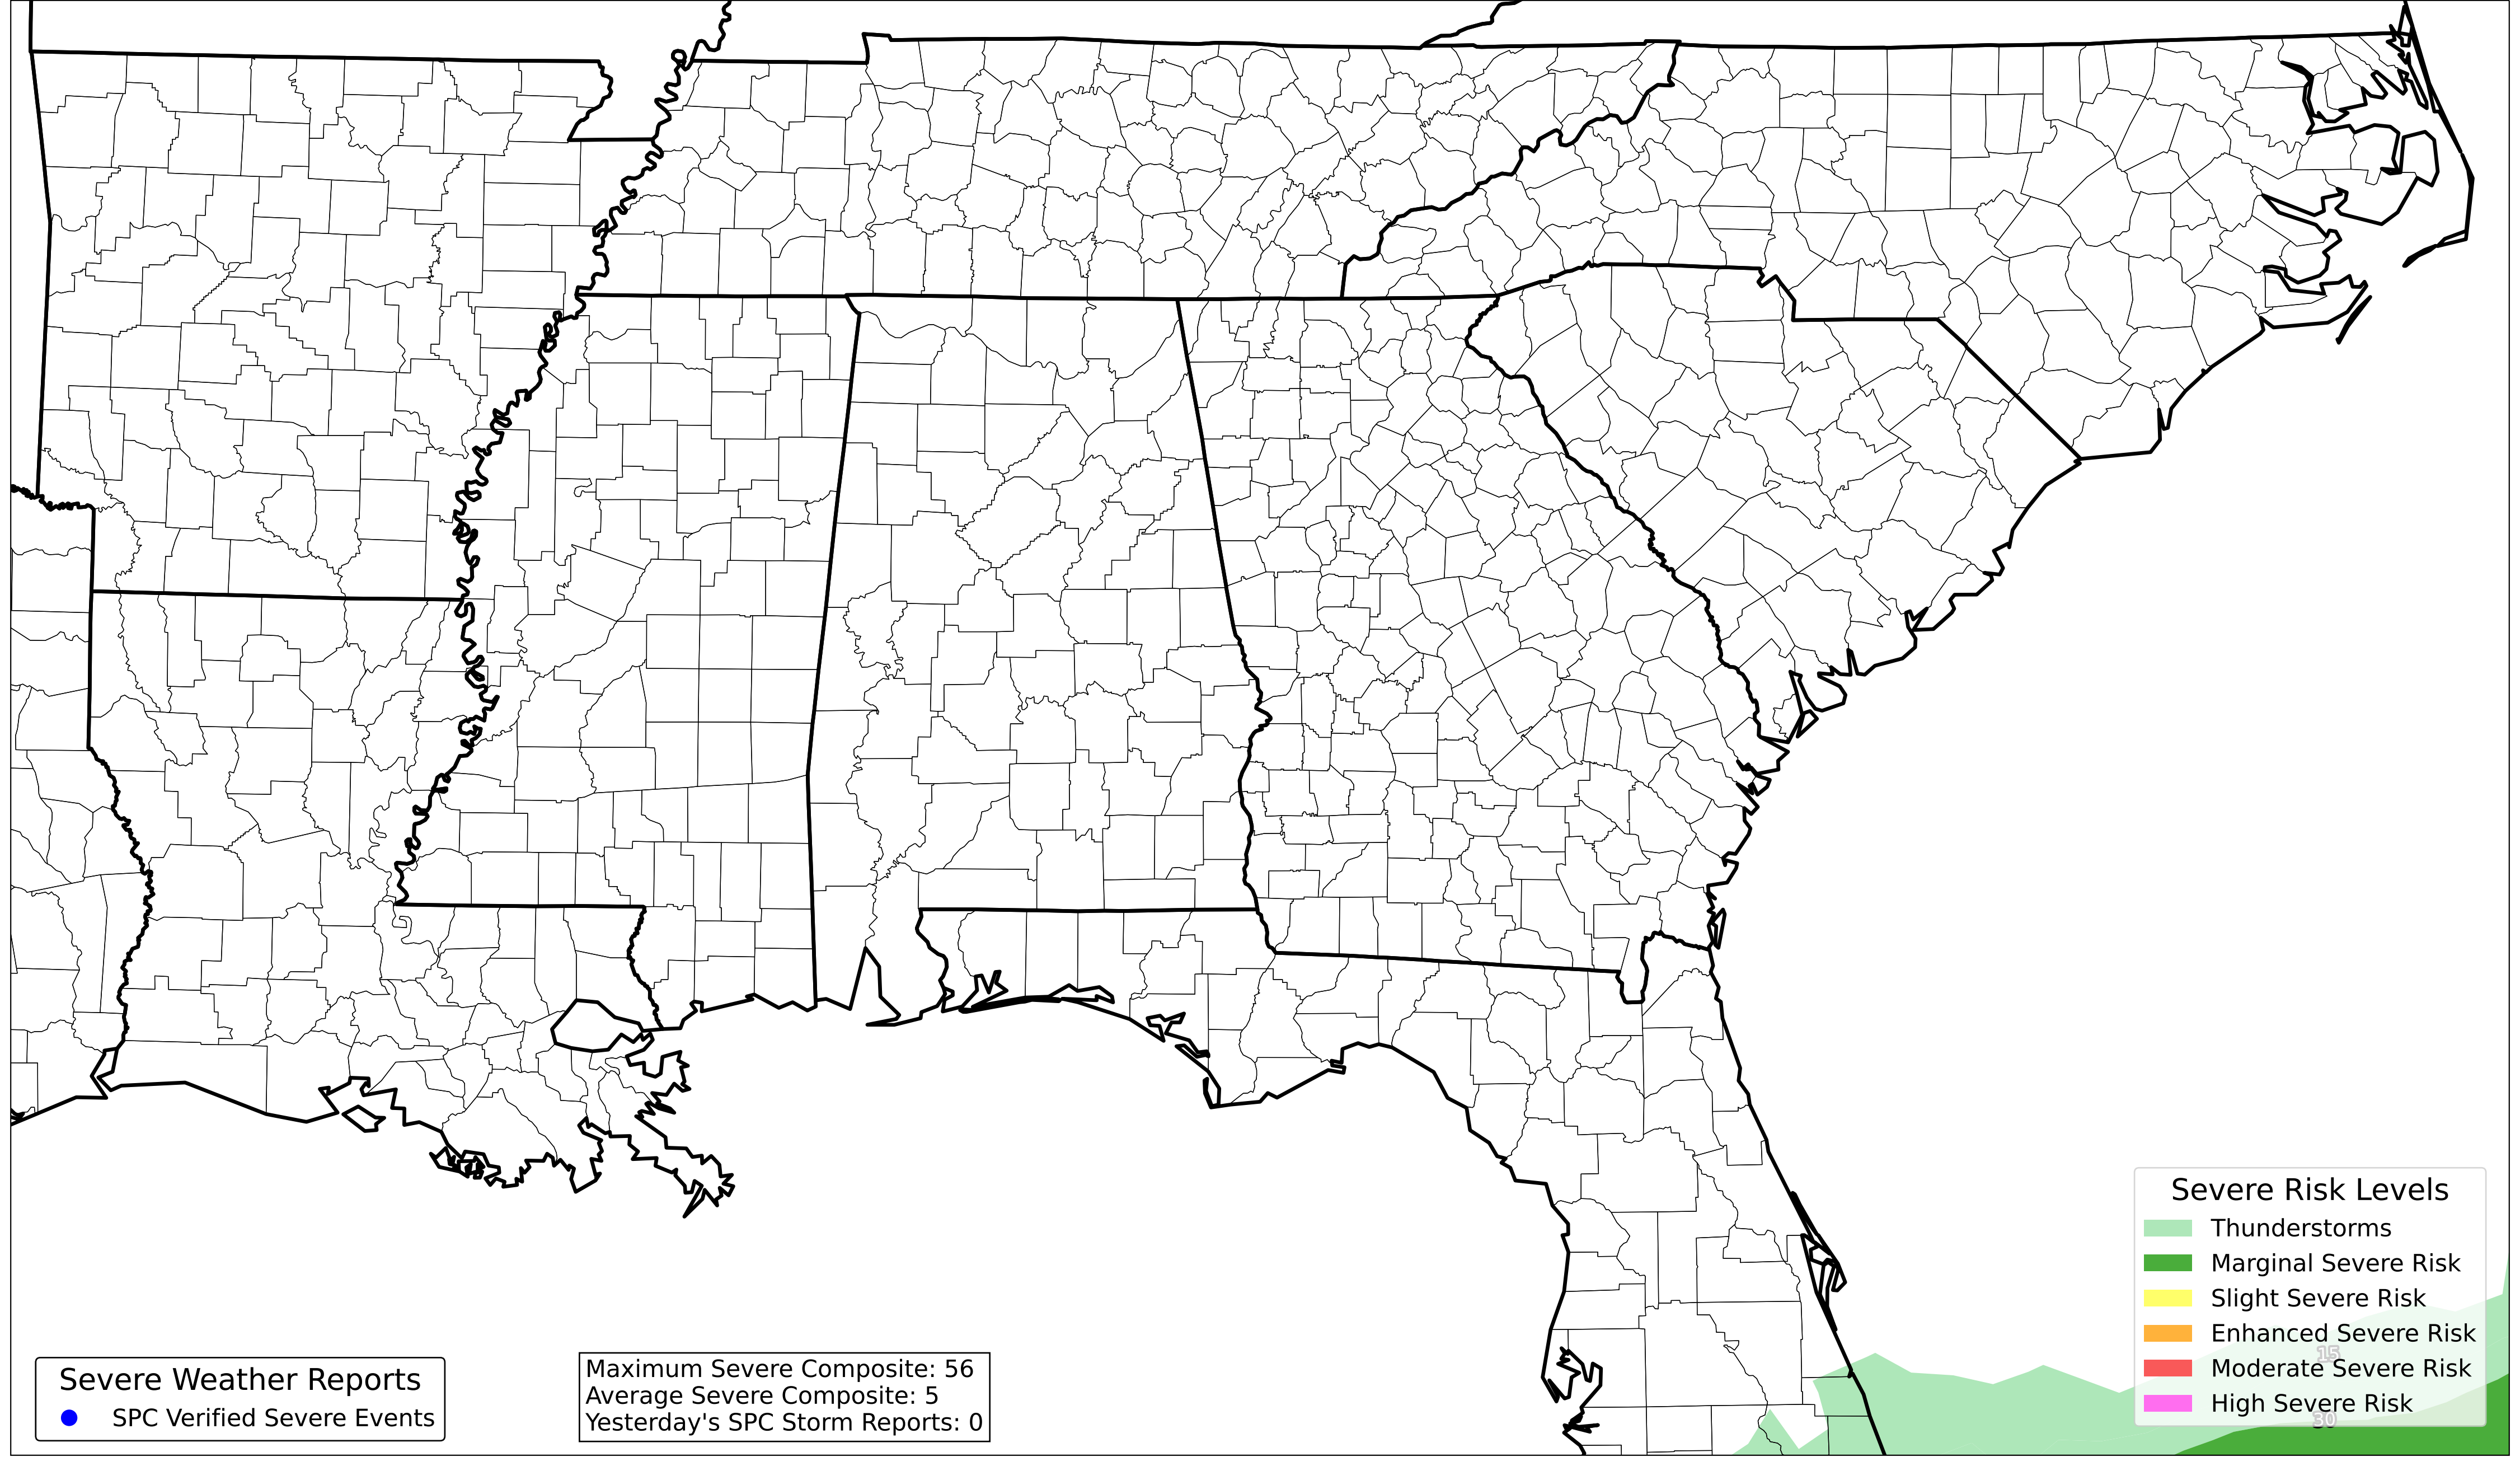 Severe Risk Levels
Thunderstorms
Marginal Severe Risk
Slight Severe Risk
Enhanced Severe Risk
15
Moderate Severe Risk
High Severe Risk
30
Severe Weather Reports
SPC Verified Severe Events
Maximum Severe Composite: 56
Average Severe Composite: 5
Yesterday's SPC Storm Reports: 0